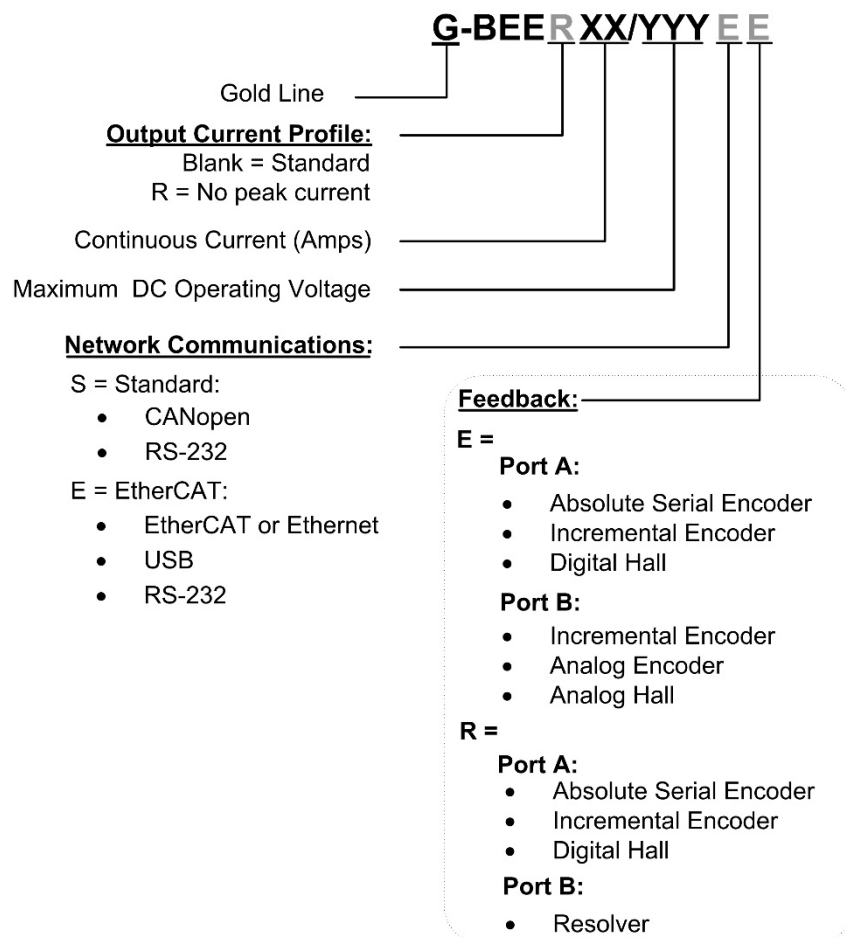 G-BEERXX/YYYEE
Gold Line
Output Current Profile:
Blank = Standard
R = No peak current
Continuous Current (Amps)
Maximum DC Operating Voltage
Network Communications:
S = Standard:
• CANopen
• RS-232
E = EtherCAT:
• EtherCAT or Ethernet
• USB
• RS-232
Feedback:
E =
Port A:
• Absolute Serial Encoder
• Incremental Encoder
• Digital Hall
Port B:
• Incremental Encoder
• Analog Encoder
• Analog Hall
R =
Port A:
• Absolute Serial Encoder
• Incremental Encoder
• Digital Hall
Port B:
• Resolver